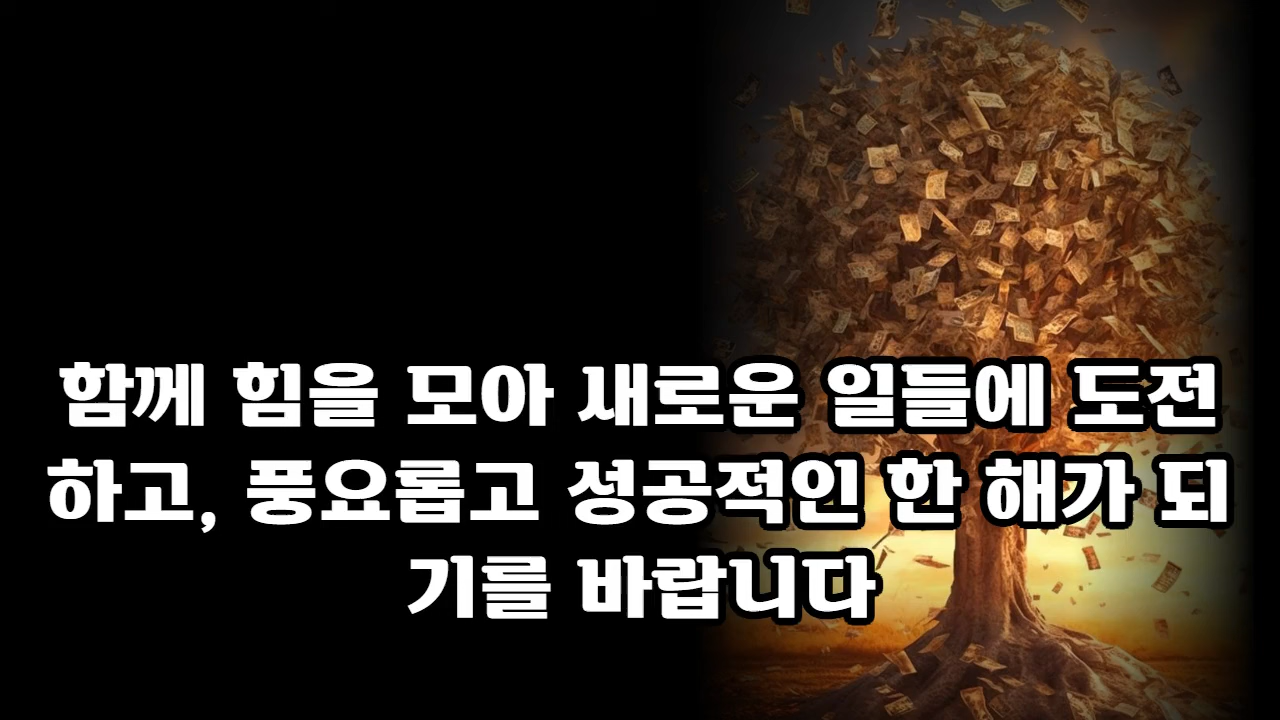 함께 힘을 모아 새로운 일들에 도전
하고, 풍요롭고 성공적인 한 해가 되
기를 바랍니다